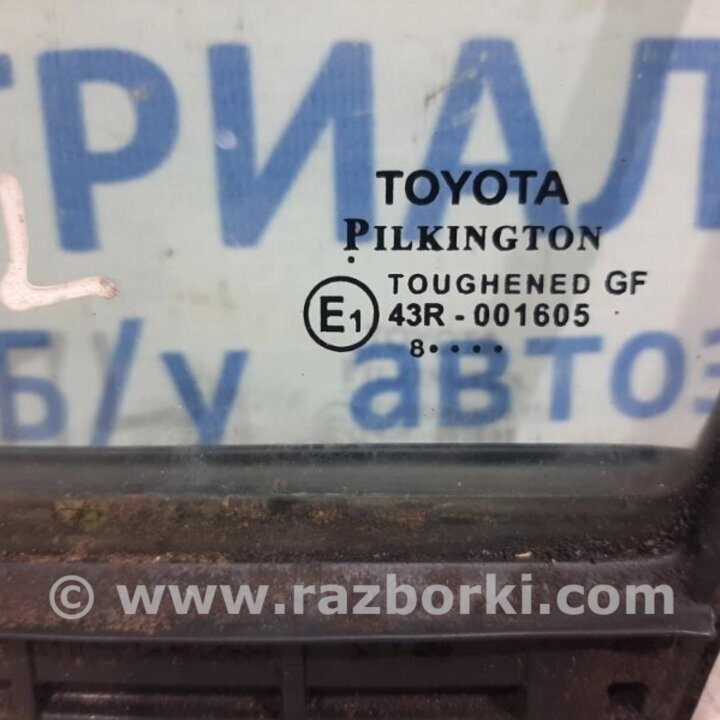 ТРИАЛ
L
TOYOTA
PILKINGTON
TOUGHENED GF
E1 43R - 001605
8••••
б/у автоз
© www.razborki.com